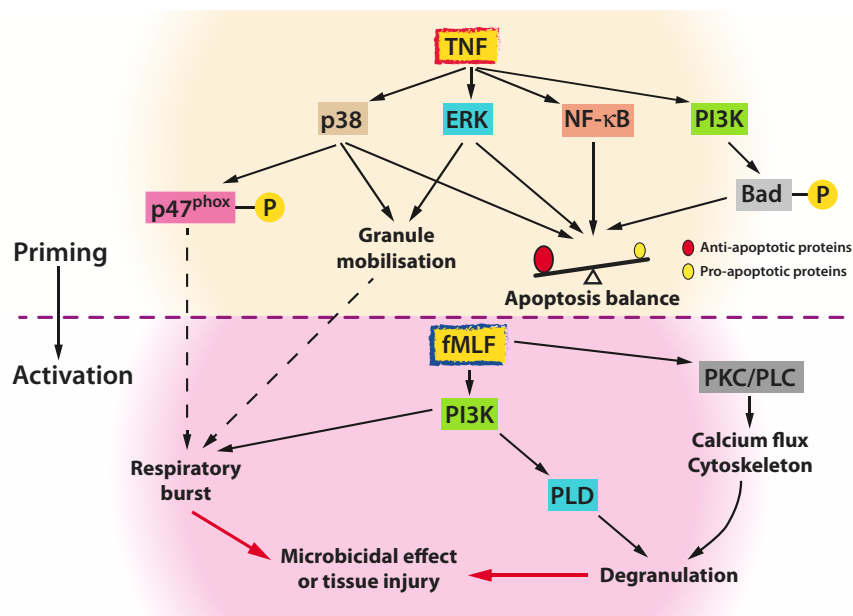 TNF
p38
ERK
NF-κB
PI3K
p47phox
P
Bad
P
Granule
mobilisation
Priming
Anti-apoptotic proteins
Pro-apoptotic proteins
Apoptosis balance
Activation
fMLF
PKC/PLC
PI3K
Calcium flux
Cytoskeleton
Respiratory
burst
PLD
Microbicidal effect
or tissue injury
Degranulation